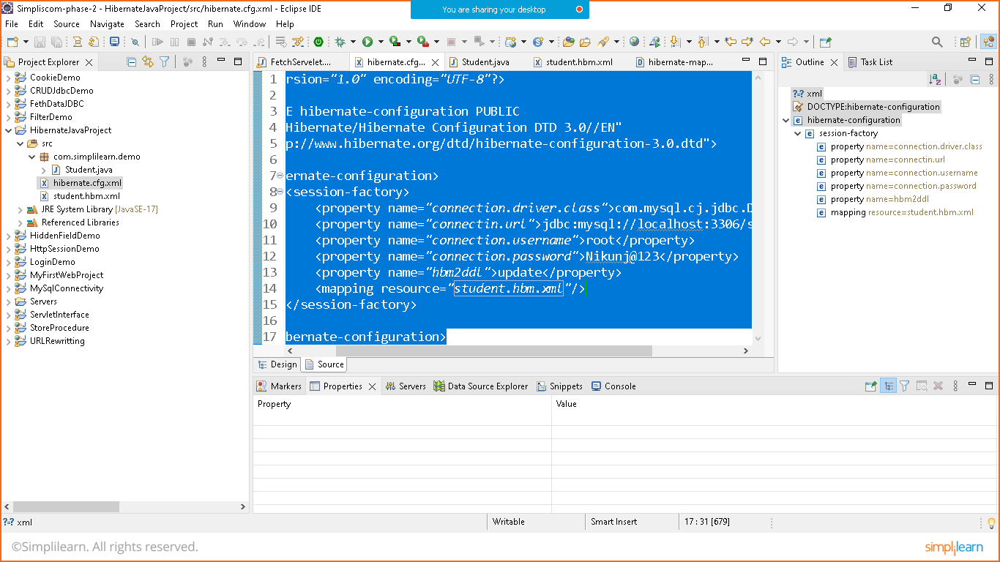 Simpliscom-phase-2 - HibernateJavaProject/src/hibernate.cfg.xml - Eclipse IDE
You are sharing your desktop
File Edit Source Navigate Search Project Run Window Help
Project Explorer
CookieDemo
CRUDJdbcDemo
FethDataJDBC
FilterDemo
HibernateJavaProject
src
com.simplilearn.demo
Student.java
hibernate.cfg.xml
student.hbm.xml
JRE System Library [JavaSE-17]
Referenced Libraries
HiddenFieldDemo
HttpSessionDemo
LoginDemo
MyFirstWebProject
MySqlConnectivity
Servers
ServletInterface
StoreProcedure
URLRewritting
FetchServelet.... hibernate.cfg... Student.java student.hbm.xml hibernate-map...
1 rsion="1.0" encoding="UTF-8"?>
2
3 E hibernate-configuration PUBLIC
4 Hibernate/Hibernate Configuration DTD 3.0//EN"
5 p://www.hibernate.org/dtd/hibernate-configuration-3.0.dtd">
6
7 ernate-configuration>
8 <session-factory>
9 <property name="connection.driver.class">com.mysql.cj.jdbc.D
10 <property name="connectin.url">jdbc:mysql://localhost:3306/s
11 <property name="connection.username">root</property>
12 <property name="connection.password">Nikunj@123</property>
13 <property name="hbm2ddl">update</property>
14 <mapping resource="student.hbm.xml"/>
15 </session-factory>
16
17 bernate-configuration>
Design Source
Outline Task List
xml
DOCTYPE:hibernate-configuration
hibernate-configuration
session-factory
property name=connection.driver.class
property name=connectin.url
property name=connection.username
property name=connection.password
property name=hbm2ddl
mapping resource=student.hbm.xml
Markers Properties Servers Data Source Explorer Snippets Console
Property Value
xml Writable Smart Insert 17 : 31 [679]
©Simplilearn. All rights reserved.
simplilearn